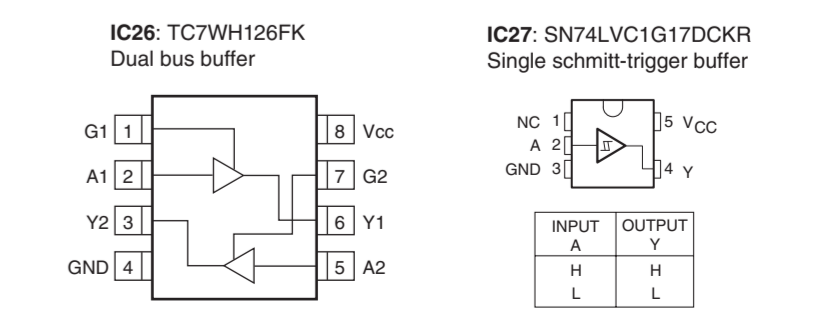 IC26: TC7WH126FK
Dual bus buffer
G1 1
8 Vcc
A1 2
7 G2
Y2 3
6 Y1
GND 4
5 A2
IC27: SN74LVC1G17DCKR
Single schmitt-trigger buffer
NC 1
5 VCC
A 2
GND 3
4 Y
INPUT OUTPUT
A Y
H H
L L